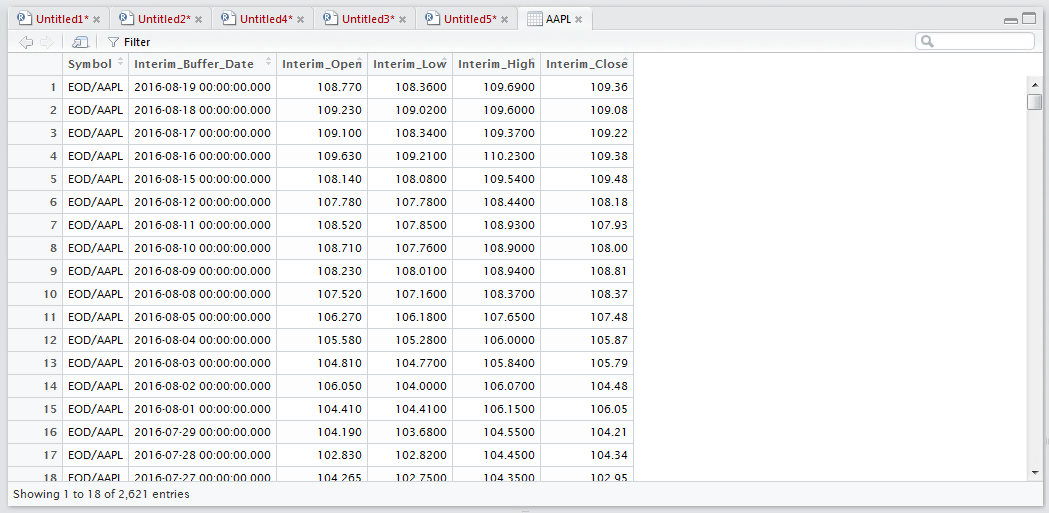 Untitled1* Untitled2* Untitled4* Untitled3* Untitled5* AAPL
Filter
Symbol Interim_Buffer_Date Interim_Open Interim_Low Interim_High Interim_Close
1 EOD/AAPL 2016-08-19 00:00:00.000 108.770 108.3600 109.6900 109.36
2 EOD/AAPL 2016-08-18 00:00:00.000 109.230 109.0200 109.6000 109.08
3 EOD/AAPL 2016-08-17 00:00:00.000 109.100 108.3400 109.3700 109.22
4 EOD/AAPL 2016-08-16 00:00:00.000 109.630 109.2100 110.2300 109.38
5 EOD/AAPL 2016-08-15 00:00:00.000 108.140 108.0800 109.5400 109.48
6 EOD/AAPL 2016-08-12 00:00:00.000 107.780 107.7800 108.4400 108.18
7 EOD/AAPL 2016-08-11 00:00:00.000 108.520 107.8500 108.9300 107.93
8 EOD/AAPL 2016-08-10 00:00:00.000 108.710 107.7600 108.9000 108.00
9 EOD/AAPL 2016-08-09 00:00:00.000 108.230 108.0100 108.9400 108.81
10 EOD/AAPL 2016-08-08 00:00:00.000 107.520 107.1600 108.3700 108.37
11 EOD/AAPL 2016-08-05 00:00:00.000 106.270 106.1800 107.6500 107.48
12 EOD/AAPL 2016-08-04 00:00:00.000 105.580 105.2800 106.0000 105.87
13 EOD/AAPL 2016-08-03 00:00:00.000 104.810 104.7700 105.8400 105.79
14 EOD/AAPL 2016-08-02 00:00:00.000 106.050 104.0000 106.0700 104.48
15 EOD/AAPL 2016-08-01 00:00:00.000 104.410 104.4100 106.1500 106.05
16 EOD/AAPL 2016-07-29 00:00:00.000 104.190 103.6800 104.5500 104.21
17 EOD/AAPL 2016-07-28 00:00:00.000 102.830 102.8200 104.4500 104.34
18 EOD/AAPL 2016-07-27 00:00:00.000 104.265 102.7500 104.3500 102.95
Showing 1 to 18 of 2,621 entries